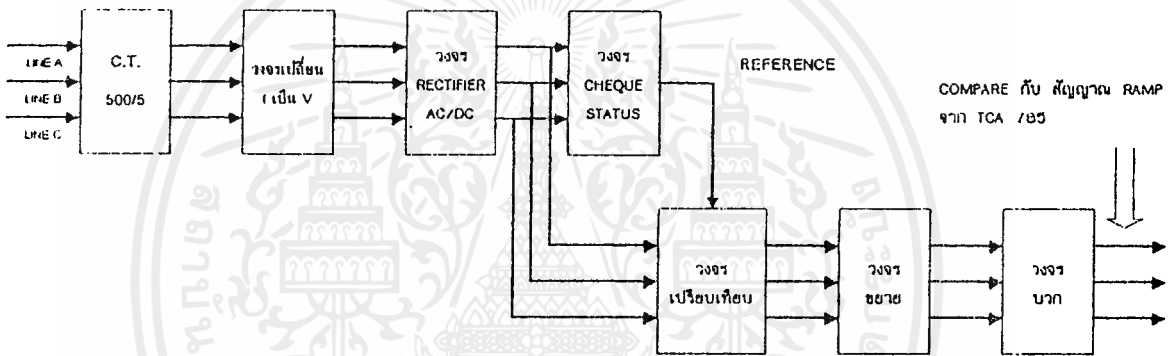 LINE A
LINE B
LINE C
C.T.
500/5
วงจรเปลี่ยน
I เป็น V
วงจร
RECTIFIER
AC/DC
วงจร
CHEQUE
STATUS
REFERENCE
COMPARE กับ สัญญาณ RAMP
จาก TCA 785
วงจร
เปรียบเทียบ
วงจร
ขยาย
วงจร
บวก